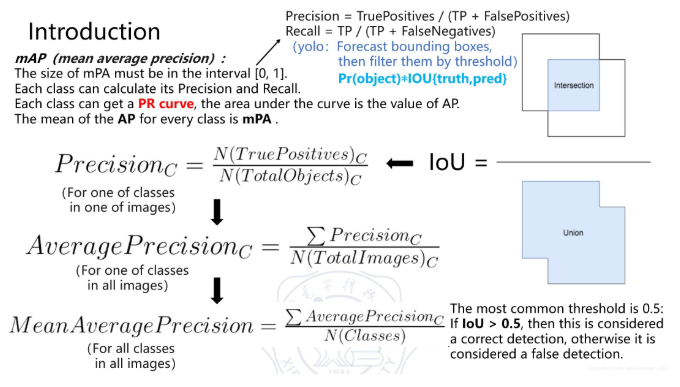 Introduction
Precision = TruePositives / (TP + FalsePositives)
Recall = TP / (TP + FalseNegatives)
(yolo： Forecast bounding boxes,
then filter them by threshold)
Pr(object)*IOU{truth,pred}
mAP（mean average precision）：
The size of mPA must be in the interval [0, 1].
Each class can calculate its Precision and Recall.
Each class can get a PR curve, the area under the curve is the value of AP.
The mean of the AP for every class is mPA .
Intersection
Precision_C = N(TruePositives)_C / N(TotalObjects)_C
IoU =
(For one of classes
in one of images)
Union
AveragePrecision_C = ∑ Precision_C / N(TotalImages)_C
(For one of classes
in all images)
MeanAveragePrecision = ∑ AveragePrecision_C / N(Classes)
(For all classes
in all images)
The most common threshold is 0.5:
If IoU > 0.5, then this is considered
a correct detection, otherwise it is
considered a false detection.